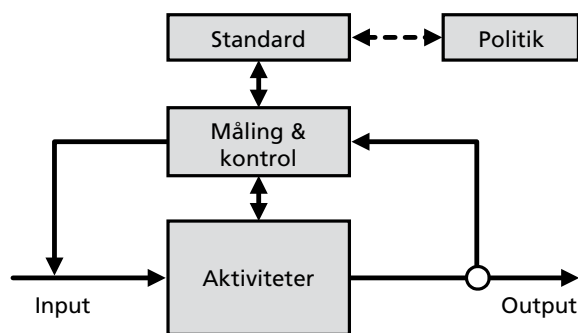 Standard
Politik
Måling &
kontrol
Aktiviteter
Input
Output